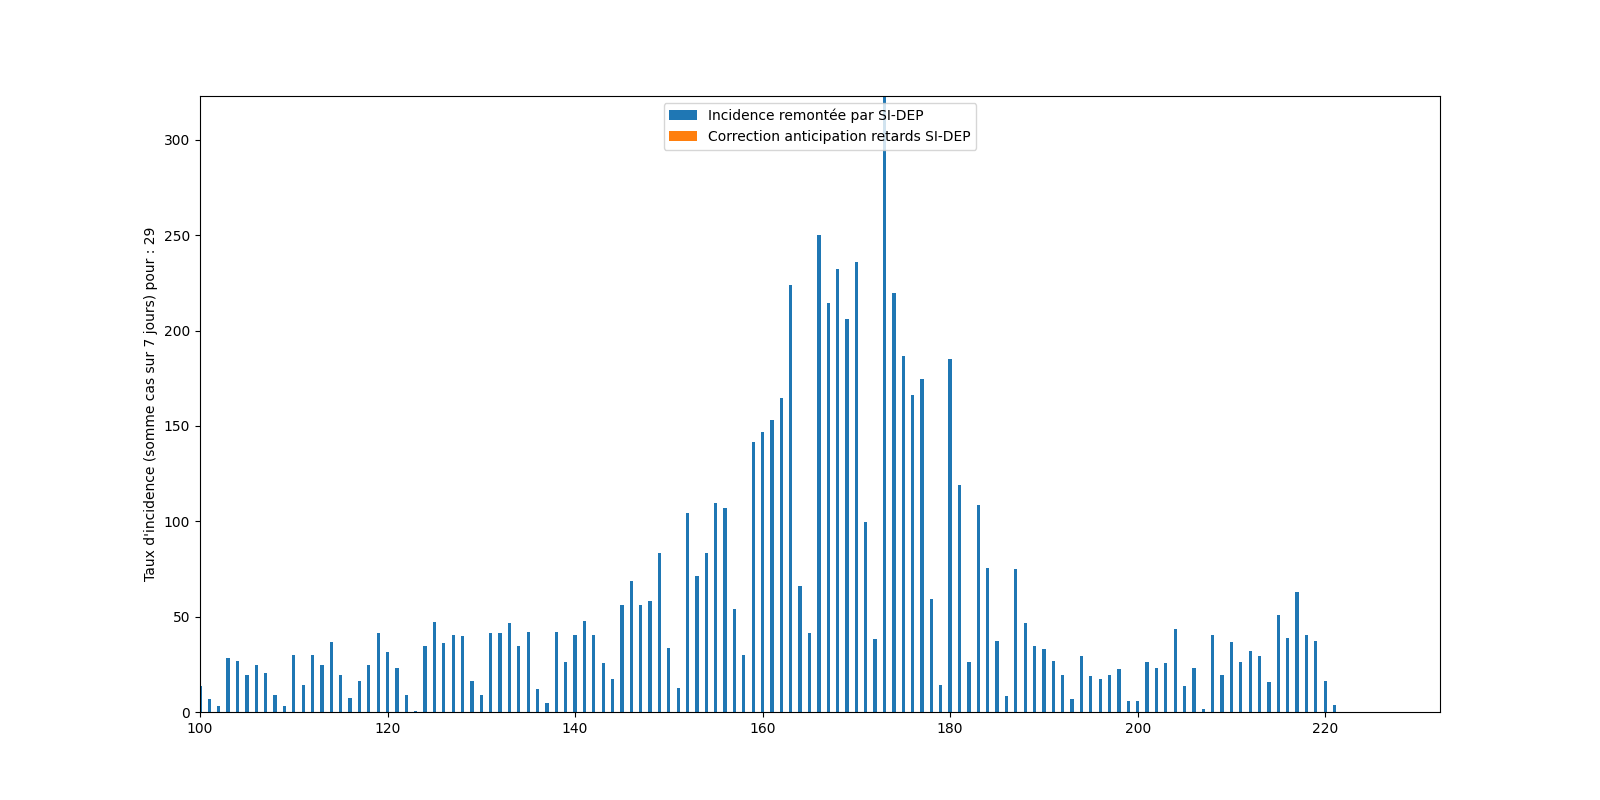 Incidence remontée par SI-DEP
Correction anticipation retards SI-DEP
Taux d'incidence (somme cas sur 7 jours) pour : 29
300
250
200
150
100
50
0
100 120 140 160 180 200 220